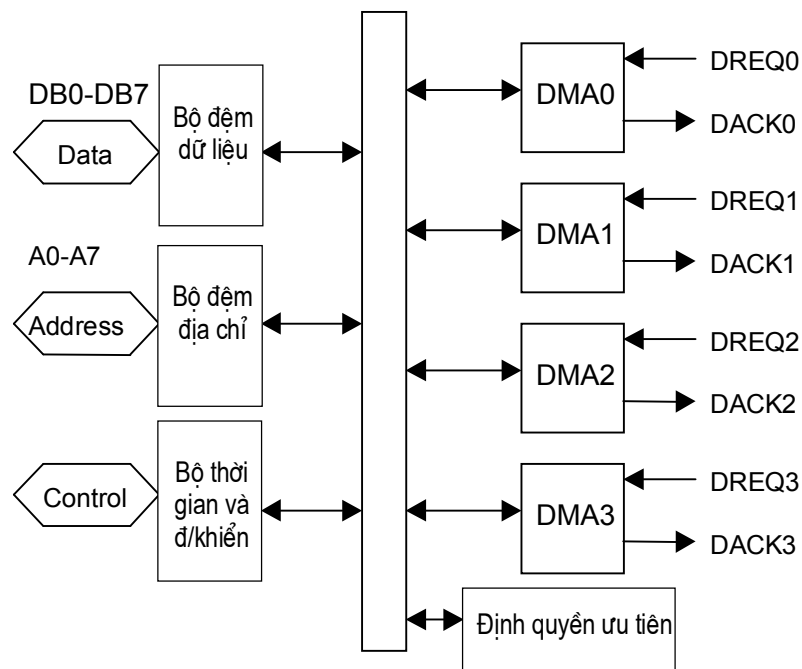 DB0-DB7
Data
Bộ đệm
dữ liệu
A0-A7
Address
Bộ đệm
địa chỉ
Control
Bộ thời
gian và
đ/khiển
DMA0
DREQ0
DACK0
DMA1
DREQ1
DACK1
DMA2
DREQ2
DACK2
DMA3
DREQ3
DACK3
Định quyền ưu tiên